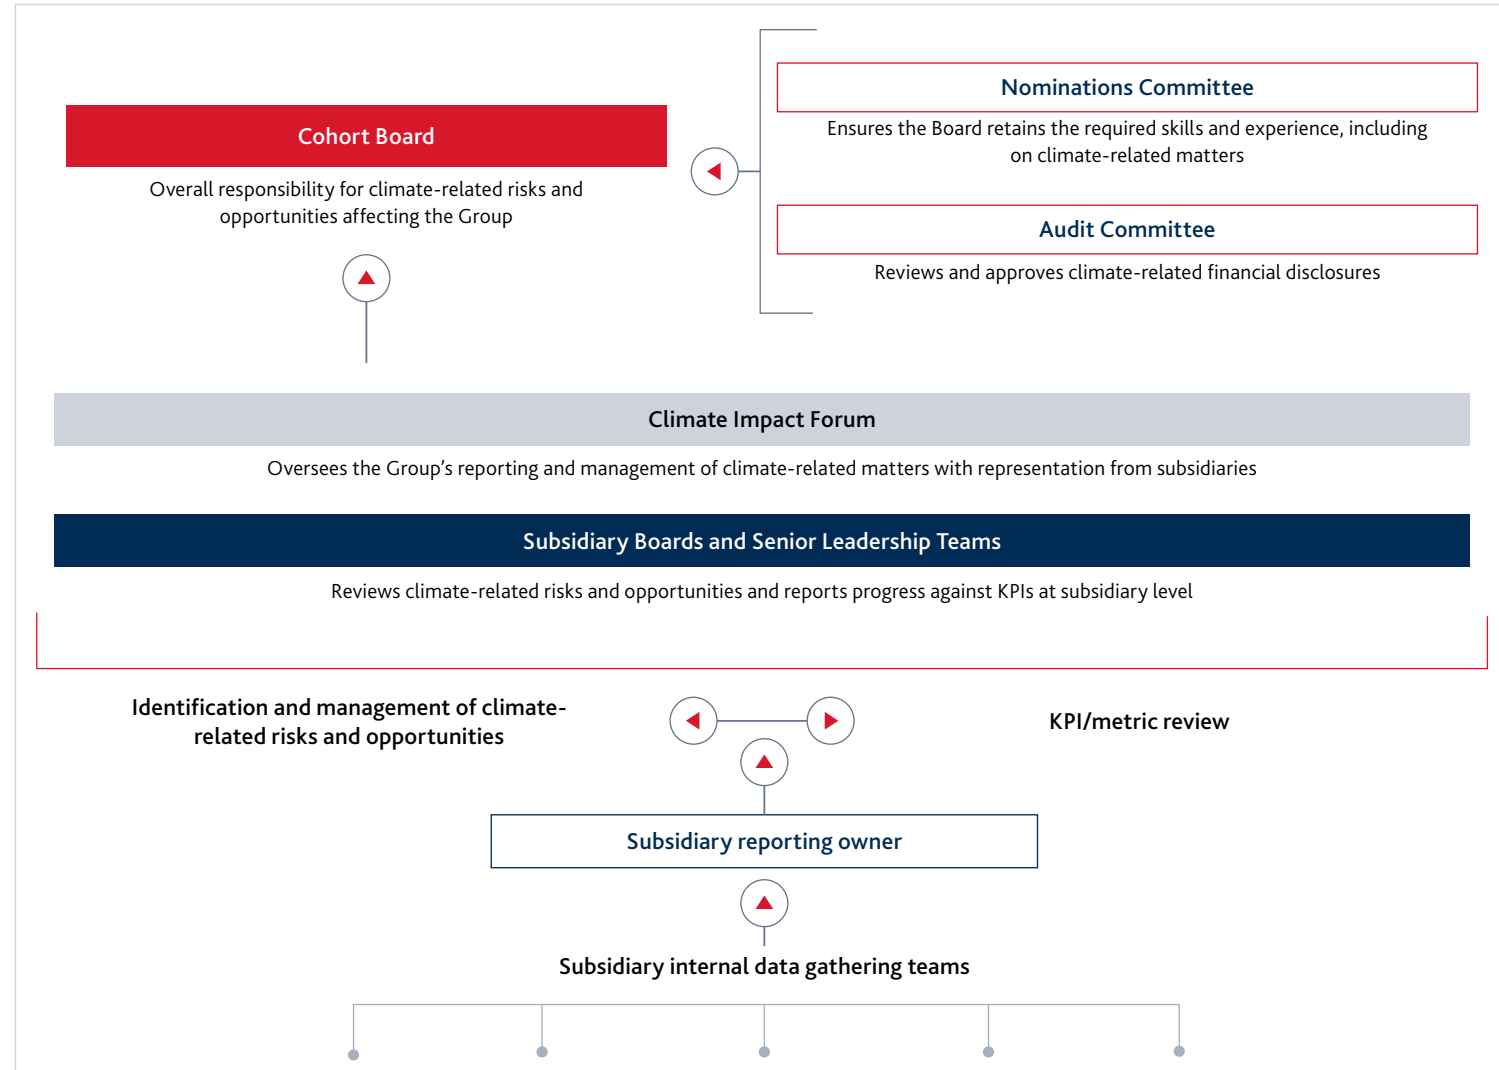 Cohort Board
Overall responsibility for climate-related risks and
opportunities affecting the Group
Nominations Committee
Ensures the Board retains the required skills and experience, including
on climate-related matters
Audit Committee
Reviews and approves climate-related financial disclosures
Climate Impact Forum
Oversees the Group’s reporting and management of climate-related matters with representation from subsidiaries
Subsidiary Boards and Senior Leadership Teams
Reviews climate-related risks and opportunities and reports progress against KPIs at subsidiary level
Identification and management of climate-
related risks and opportunities
KPI/metric review
Subsidiary reporting owner
Subsidiary internal data gathering teams